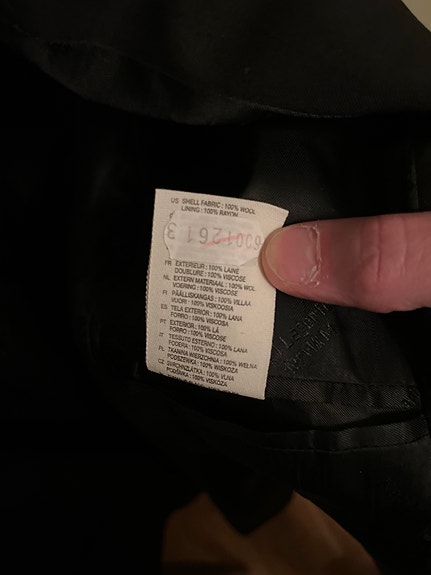 US SHELL FABRIC : 100% WOOL
LINING : 100% RAYON
6001261 3
FR EXTERIEUR : 100% LAINE
DOUBLURE : 100% VISCOSE
NL EXTERN MATERIAAL : 100% WOL
VOERING : 100% VISCOSE
FI PÄÄLLISKANGAS : 100% VILLAA
VUORI : 100% VISKOOSIA
ES TELA EXTERIOR : 100% LANA
FORRO : 100% VISCOSA
PT EXTERIOR : 100% LÃ
FORRO : 100% VISCOSE
IT TESSUTO ESTERNO : 100% LANA
FODERA : 100% VISCOSA
PL TKANINA WIERZCHNIA : 100% WEŁNA
PODSZEWKA : 100% WISKOZA
CZ SVRCHNÍ LÁTKA : 100% VLNA
PODŠÍVKA : 100% VISKOZA